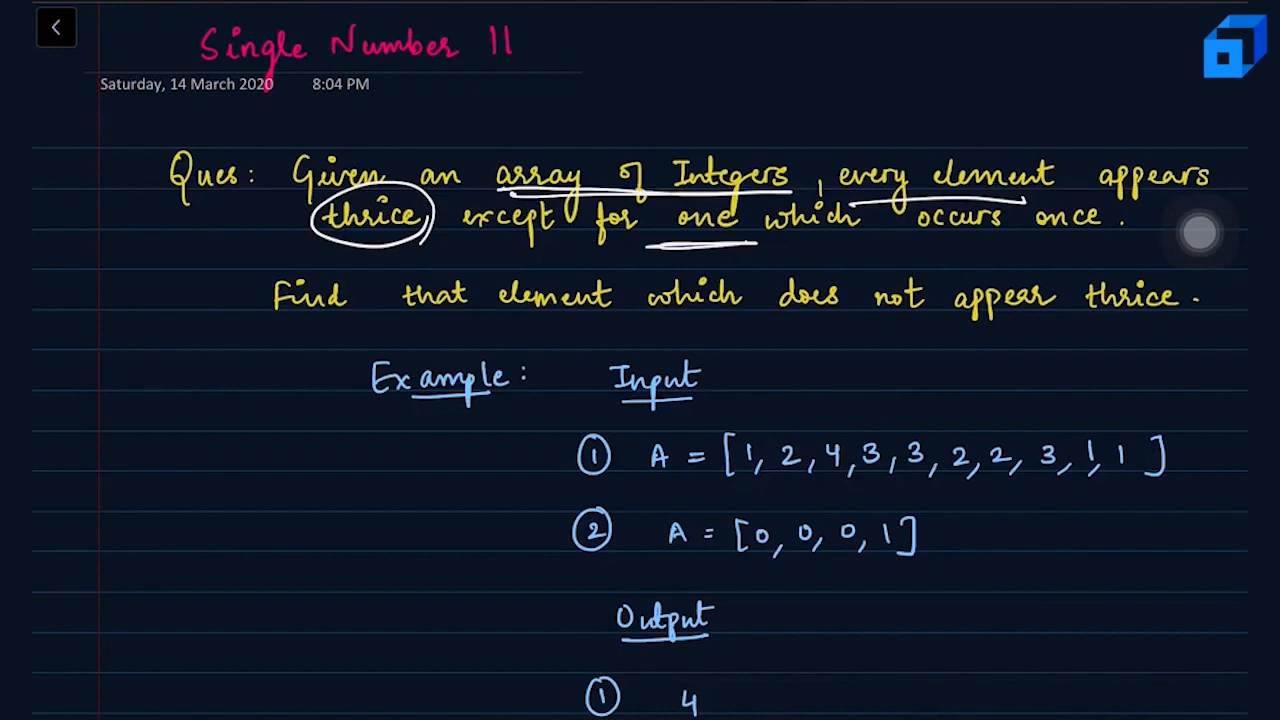 Single Number II
Saturday, 14 March 2020 8:04 PM
Ques: Given an array of Integers, every element appears
thrice, except for one which occurs once.
Find that element which does not appear thrice.
Example: Input
① A = [1, 2, 4, 3, 3, 2, 2, 3, 1, 1]
② A = [0, 0, 0, 1]
Output
① 4